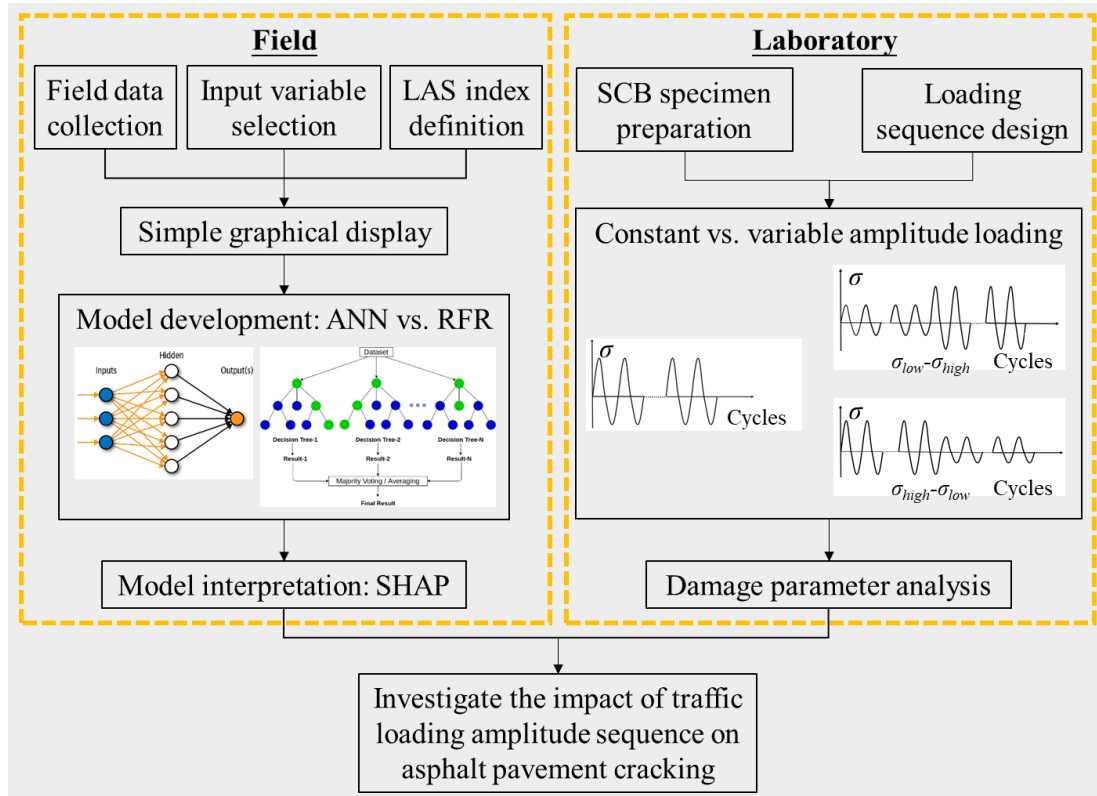 Field
Field data
collection
Input variable
selection
LAS index
definition
Simple graphical display
Model development: ANN vs. RFR
Inputs
Hidden
Output(s)
Dataset
Decision Tree-1
Decision Tree-2
Decision Tree-N
Result-1
Result-2
Result-N
Majority Voting / Averaging
Final Result
Model interpretation: SHAP
Laboratory
SCB specimen
preparation
Loading
sequence design
Constant vs. variable amplitude loading
σ
Cycles
σ
σlow-σhigh
Cycles
σ
σhigh-σlow
Cycles
Damage parameter analysis
Investigate the impact of traffic
loading amplitude sequence on
asphalt pavement cracking